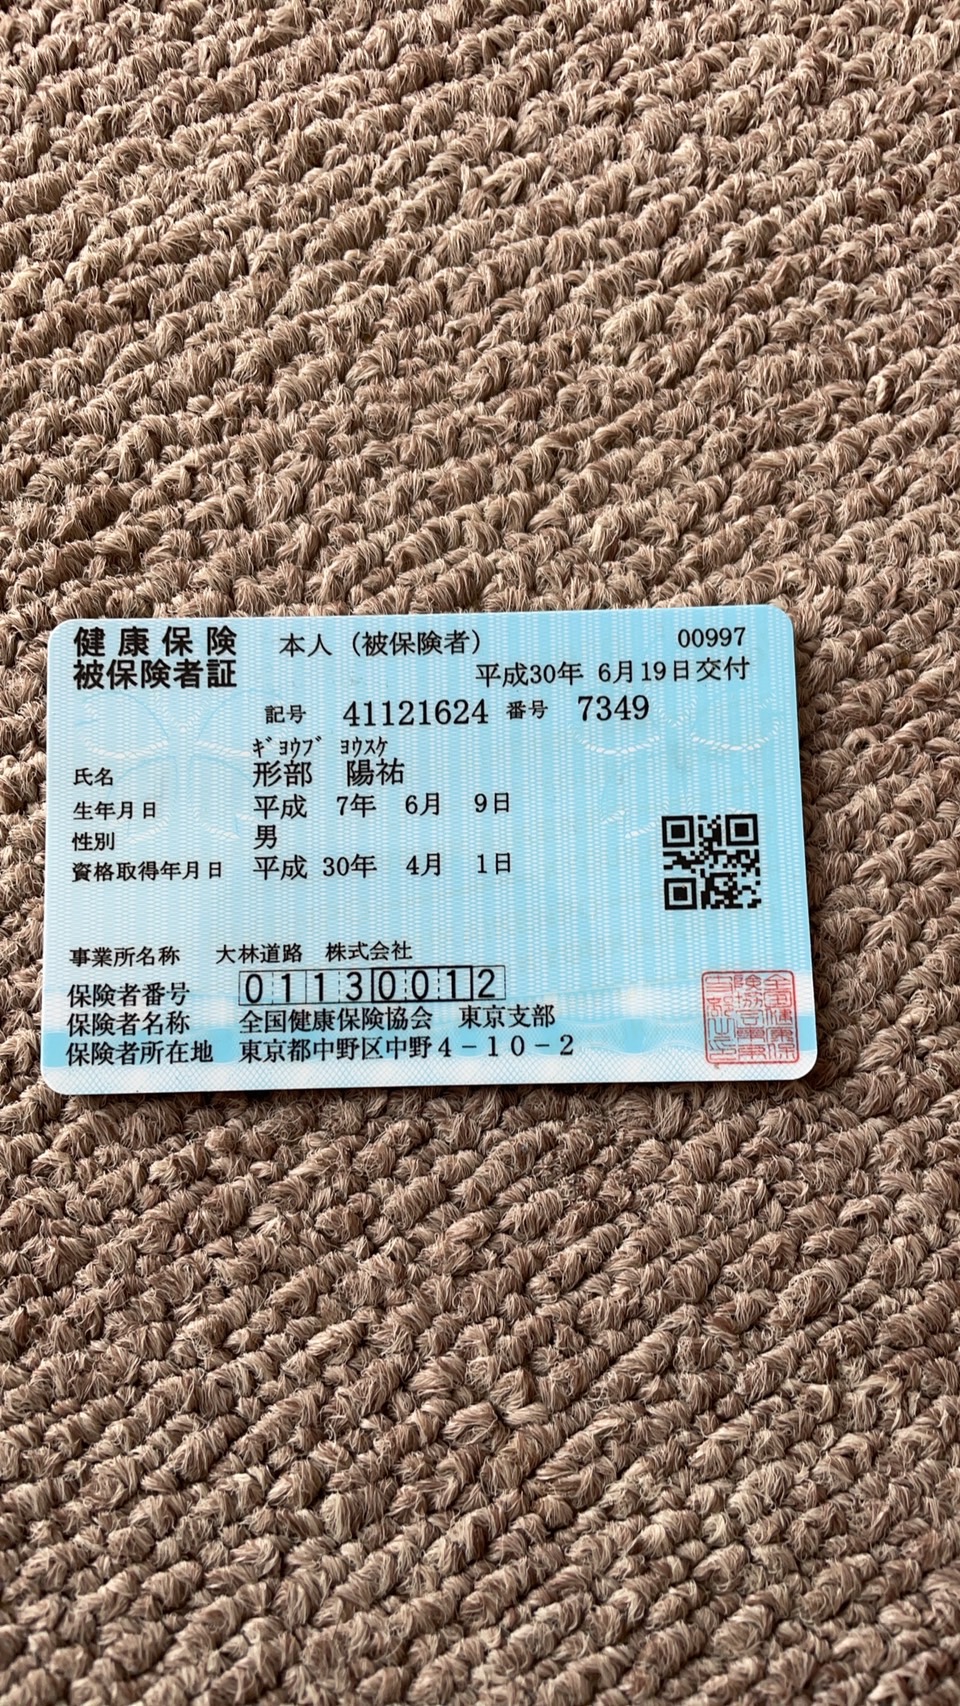 健康保険 本人（被保険者） 00997
被保険者証 平成30年 6月19日交付
記号 41121624 番号 7349
ｷﾞﾖｳﾌﾞ ﾖｳｽｹ
氏名 形部 陽祐
生年月日 平成 7年 6月 9日
性別 男
資格取得年月日 平成 30年 4月 1日
事業所名称 大林道路 株式会社
保険者番号 01130012
保険者名称 全国健康保険協会 東京支部
保険者所在地 東京都中野区中野4－10－2